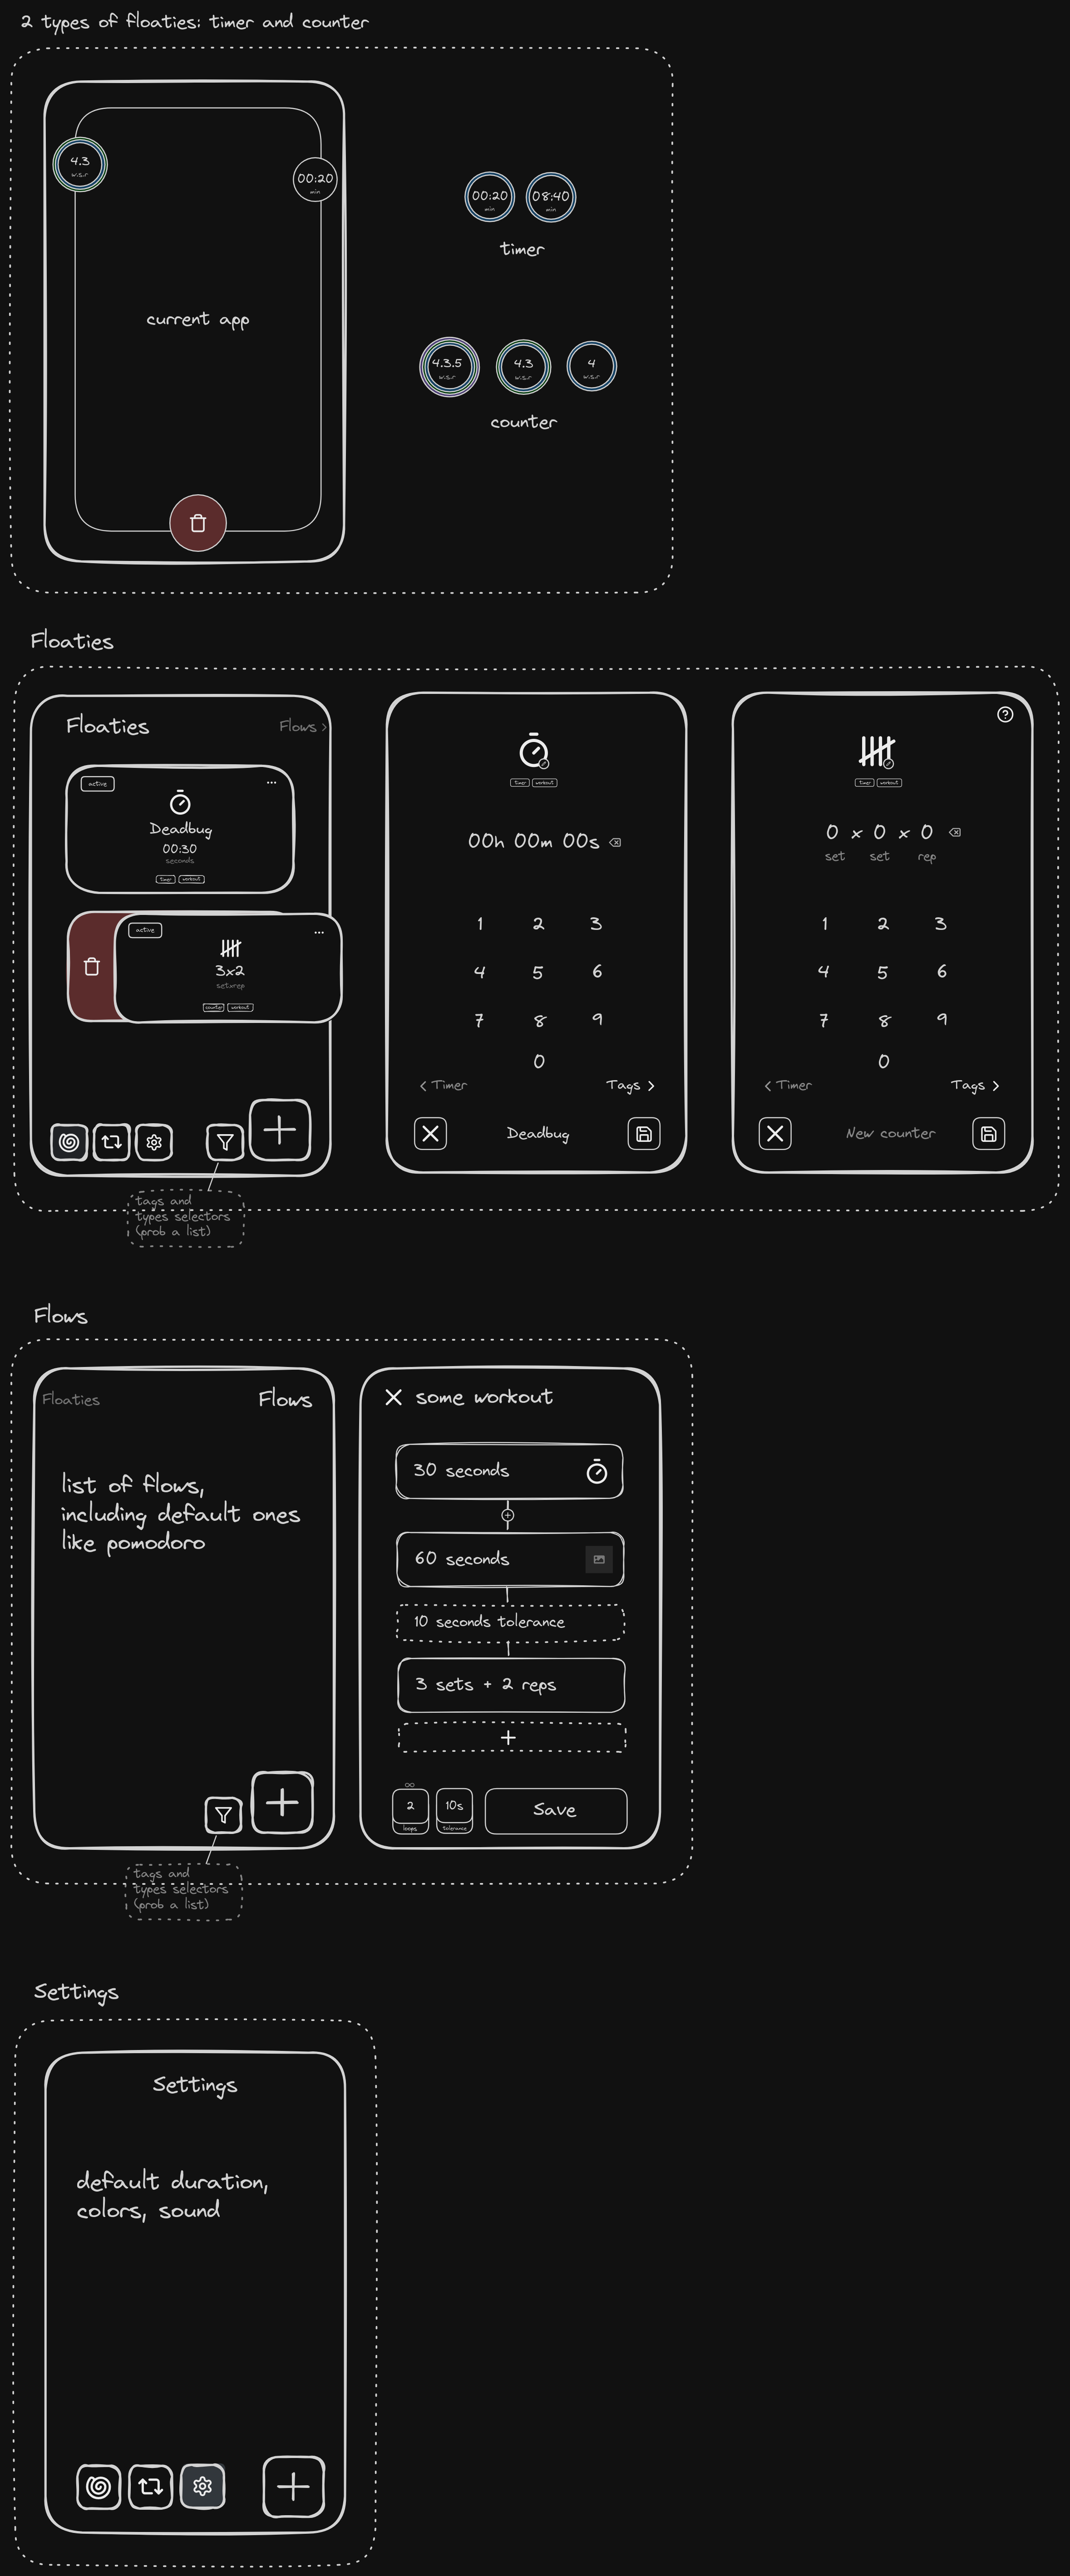 2 types of floaties: timer and counter
4.3
w.s.r
00:20
min
current app
00:20
min
08:40
min
timer
4.3.5
w.s.r
4.3
w.s.r
4
w.s.r
counter
Floaties
Floaties
Flows >
active
Deadbug
00:30
seconds
timer
workout
active
3x2
setxrep
counter
workout
tags and
types selectors
(prob a list)
timer
workout
00h 00m 00s
1 2 3
4 5 6
7 8 9
0
< Timer
Tags >
Deadbug
timer
workout
0 x 0 x 0
set set rep
1 2 3
4 5 6
7 8 9
0
< Timer
Tags >
New counter
Flows
Floaties
Flows
list of flows,
including default ones
like pomodoro
tags and
types selectors
(prob a list)
some workout
30 seconds
60 seconds
10 seconds tolerance
3 sets + 2 reps
∞
2
loops
10s
tolerance
Save
Settings
Settings
default duration,
colors, sound